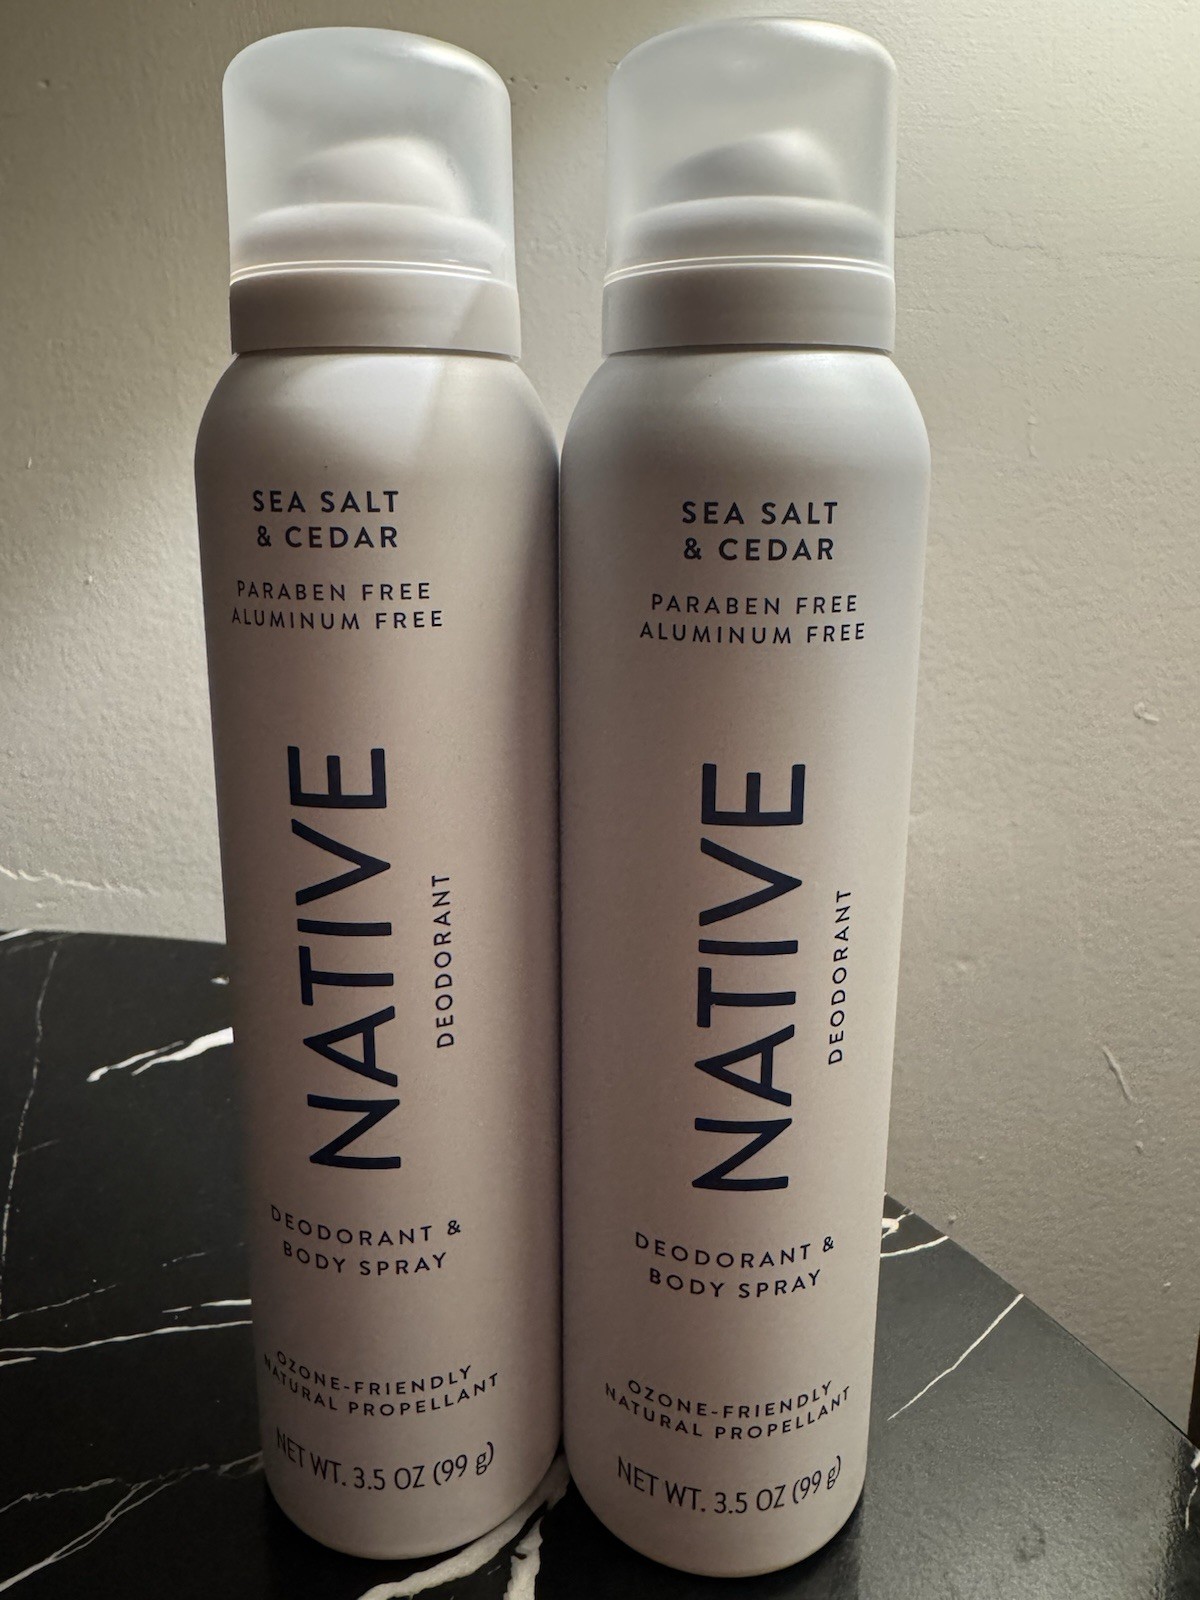 SEA SALT
& CEDAR
PARABEN FREE
ALUMINUM FREE
NATIVE
DEODORANT
DEODORANT &
BODY SPRAY
OZONE-FRIENDLY
NATURAL PROPELLANT
NET WT. 3.5 OZ (99 g)
SEA SALT
& CEDAR
PARABEN FREE
ALUMINUM FREE
NATIVE
DEODORANT
DEODORANT &
BODY SPRAY
OZONE-FRIENDLY
NATURAL PROPELLANT
NET WT. 3.5 OZ (99 g)